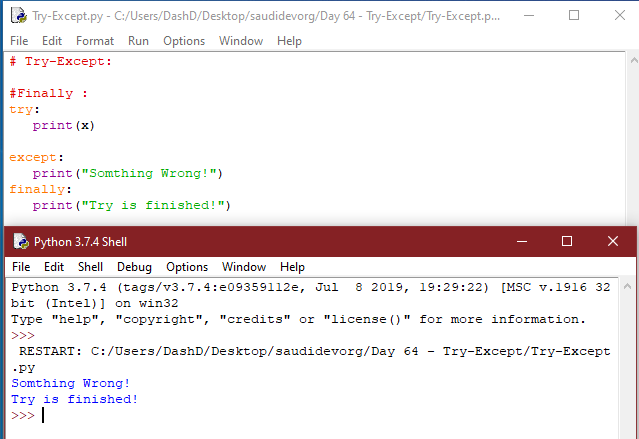 Try-Except.py - C:/Users/DashD/Desktop/saudidevorg/Day 64 - Try-Except/Try-Except.p...
File Edit Format Run Options Window Help
# Try-Except:
#Finally :
try:
print(x)
except:
print("Somthing Wrong!")
finally:
print("Try is finished!")
Python 3.7.4 Shell
File Edit Shell Debug Options Window Help
Python 3.7.4 (tags/v3.7.4:e09359112e, Jul  8 2019, 19:29:22) [MSC v.1916 32
bit (Intel)] on win32
Type "help", "copyright", "credits" or "license()" for more information.
>>>
RESTART: C:/Users/DashD/Desktop/saudidevorg/Day 64 - Try-Except/Try-Except
.py
Somthing Wrong!
Try is finished!
>>>